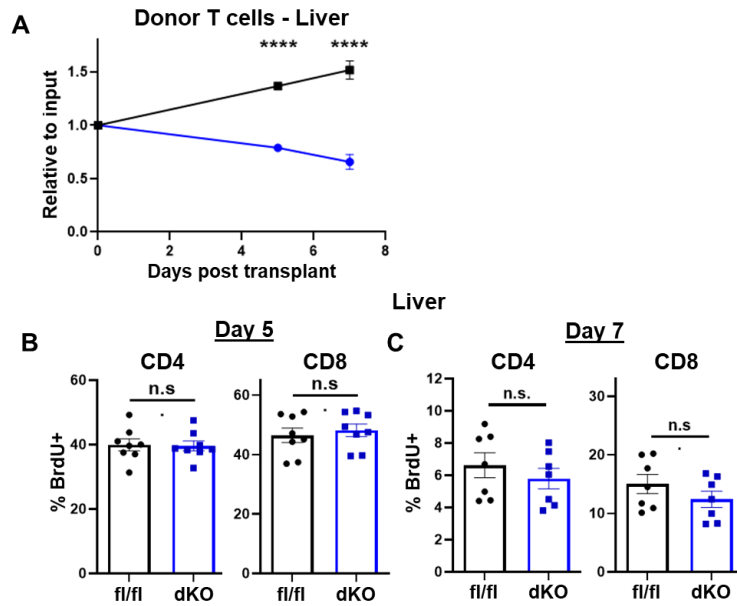 A
Donor T cells - Liver
**** ****
Relative to input
1.5
1.0
0.5
0.0
0 2 4 6 8
Days post transplant
Liver
B
Day 5
CD4
CD8
n.s
n.s
% BrdU+
60
40
20
0
60
40
20
0
fl/fl dKO
fl/fl dKO
C
Day 7
CD4
CD8
n.s.
n.s
% BrdU+
12
10
8
6
4
2
0
30
20
10
0
fl/fl dKO
fl/fl dKO